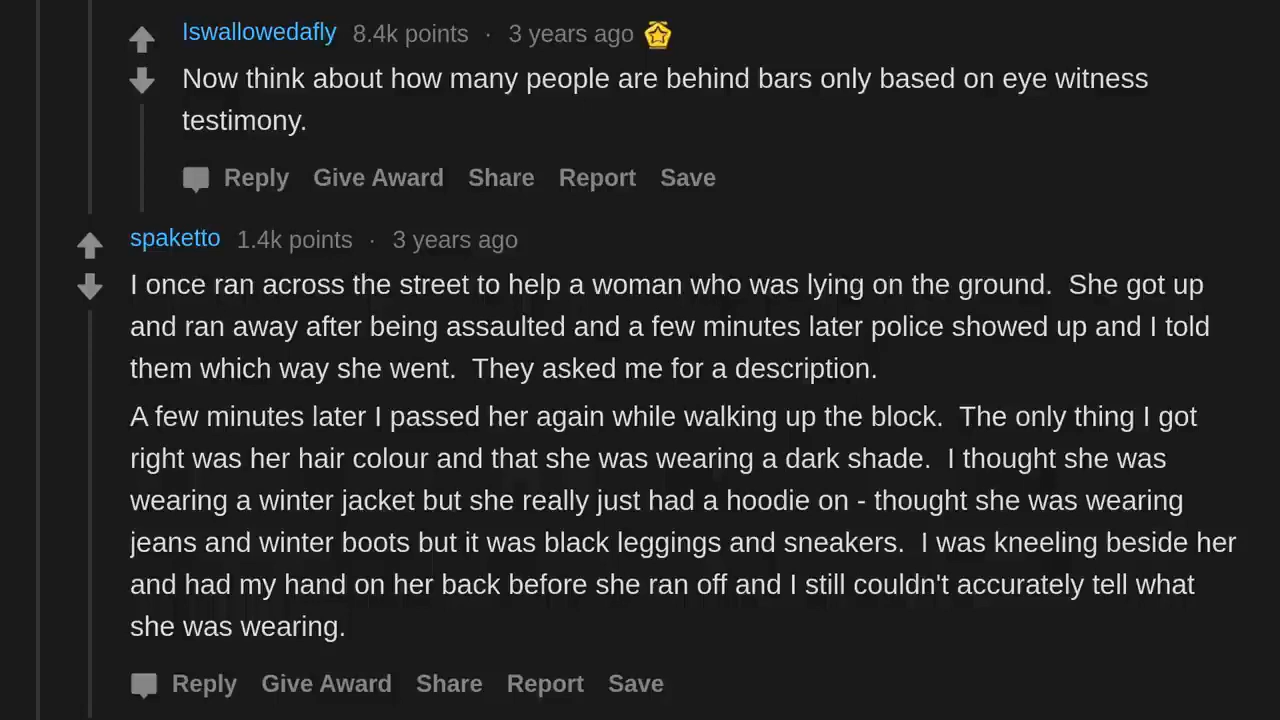 Iswallowedafly 8.4k points · 3 years ago
Now think about how many people are behind bars only based on eye witness
testimony.
Reply Give Award Share Report Save
spaketto 1.4k points · 3 years ago
I once ran across the street to help a woman who was lying on the ground.  She got up
and ran away after being assaulted and a few minutes later police showed up and I told
them which way she went.  They asked me for a description.
A few minutes later I passed her again while walking up the block.  The only thing I got
right was her hair colour and that she was wearing a dark shade.  I thought she was
wearing a winter jacket but she really just had a hoodie on - thought she was wearing
jeans and winter boots but it was black leggings and sneakers.  I was kneeling beside her
and had my hand on her back before she ran off and I still couldn't accurately tell what
she was wearing.
Reply Give Award Share Report Save